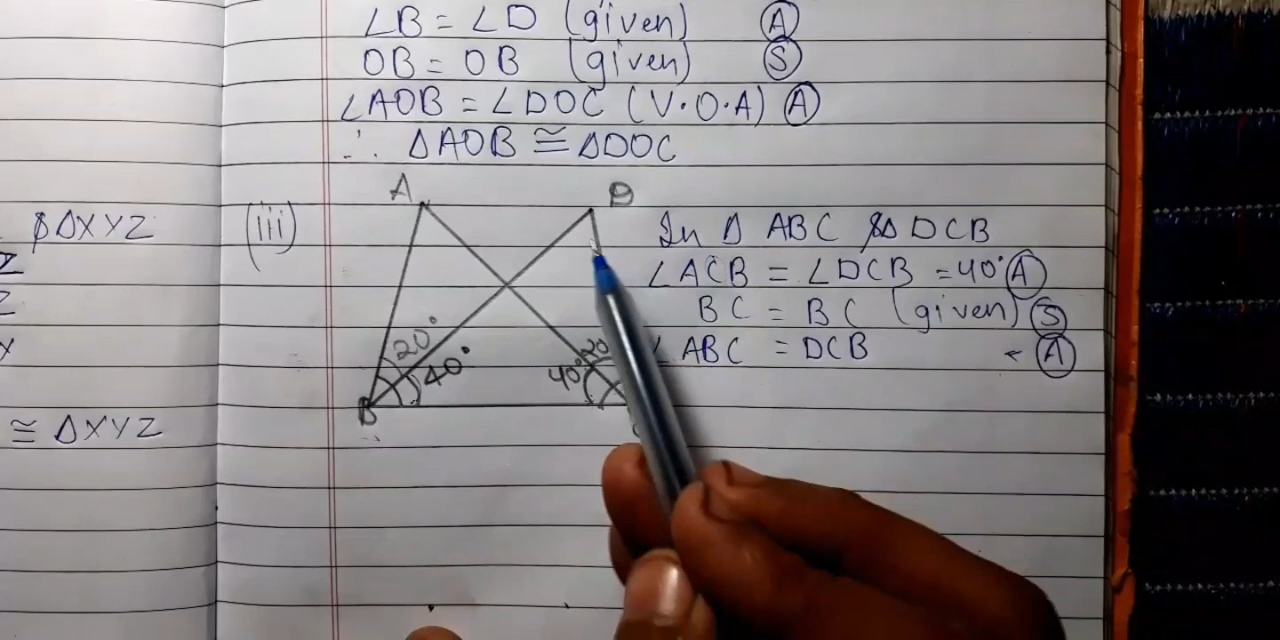 ∠B = ∠D (given) Ⓐ
OB = OB (given) Ⓢ
∠AOB = ∠DOC (V.O.A) Ⓐ
∴ ΔAOB ≅ ΔDOC
ΔXYZ
Z
Z
Y
≅ ΔXYZ
(iii)
A
D
20°
40°
40°
20
B
In Δ ABC & Δ DCB
∠ACB = ∠DCB = 40° Ⓐ
BC = BC (given) Ⓢ
∠ABC = DCB Ⓐ